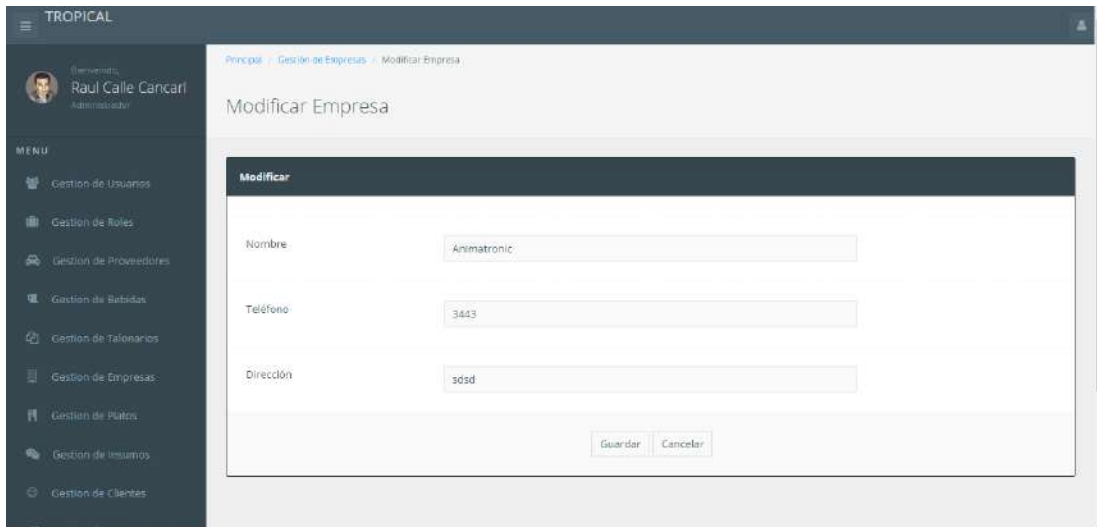 TROPICAL
Bienvenido,
Raul Calle Cancari
Administrador
MENU
Gestion de Usuarios
Gestion de Roles
Gestion de Proveedores
Gestion de Bebidas
Gestion de Talonarios
Gestion de Empresas
Gestion de Platos
Gestion de Insumos
Gestion de Clientes
Principal / Gestión de Empresas / Modificar Empresa
Modificar Empresa
Modificar
Nombre
Animatronic
Teléfono
3443
Dirección
sdsd
Guardar Cancelar